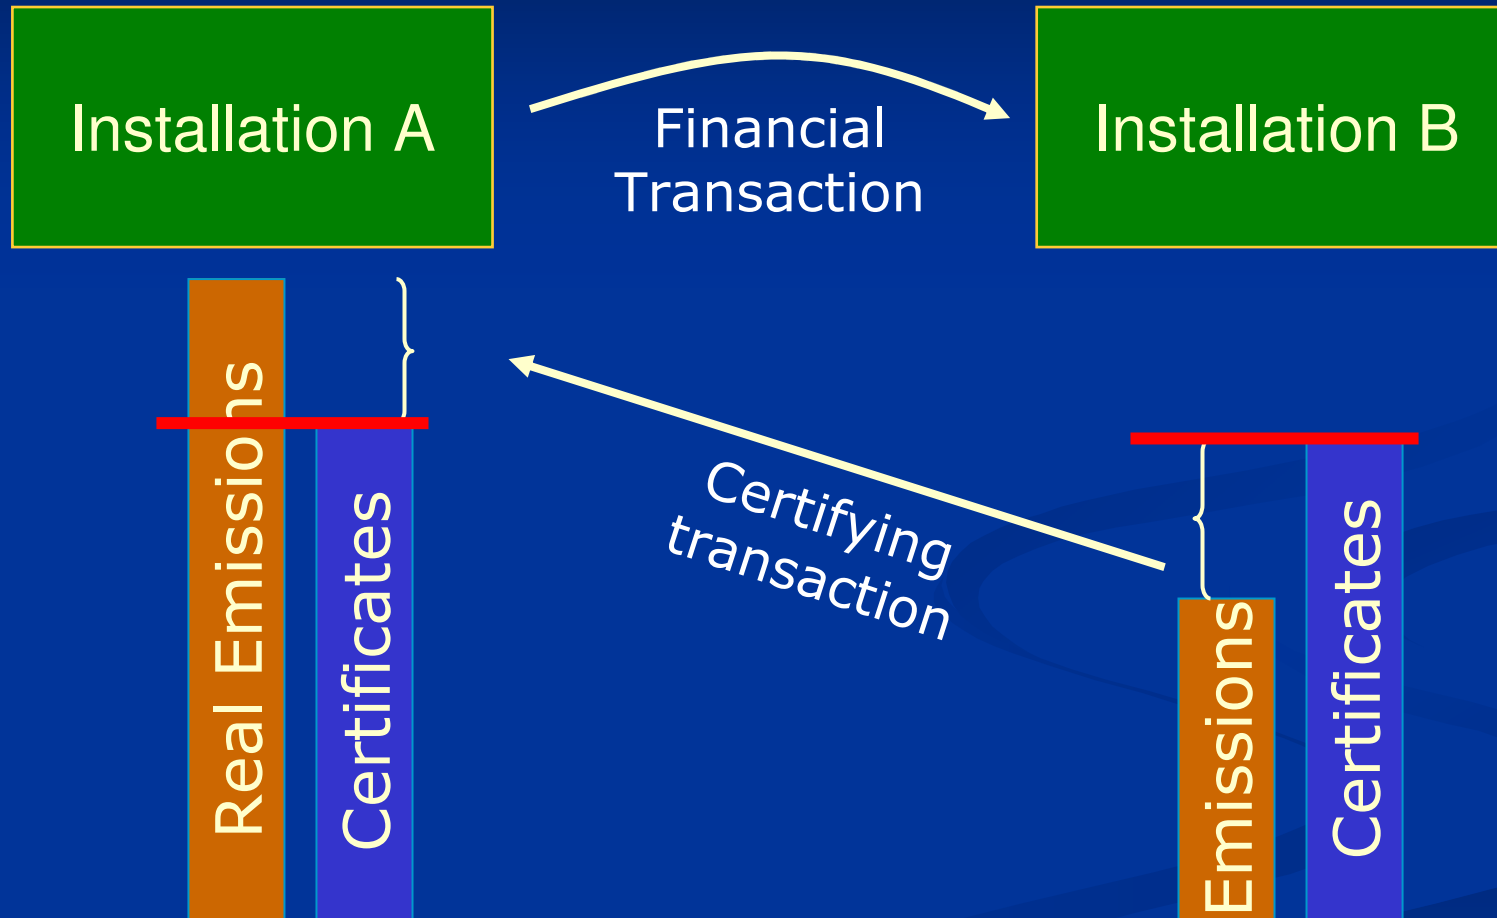 Installation A
Financial
Transaction
Installation B
Real Emissions
Certificates
Certifying
transaction
Emissions
Certificates